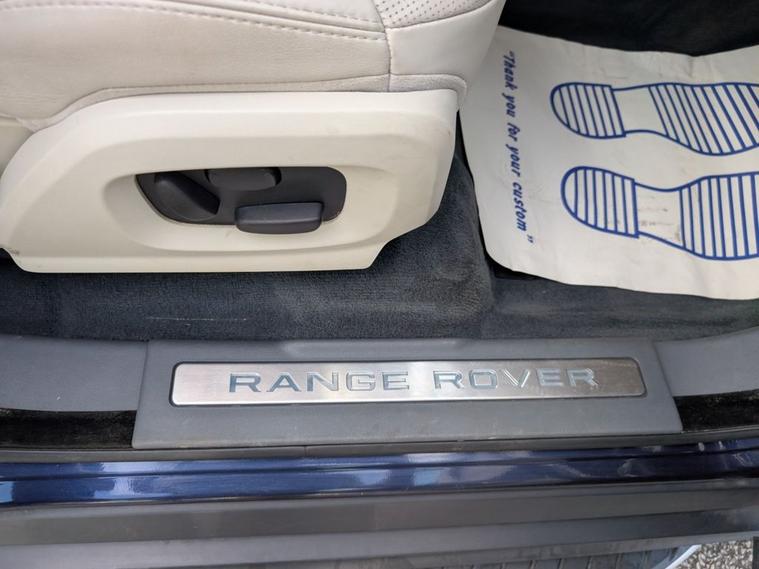 "Thank you for your custom"
RANGE ROVER